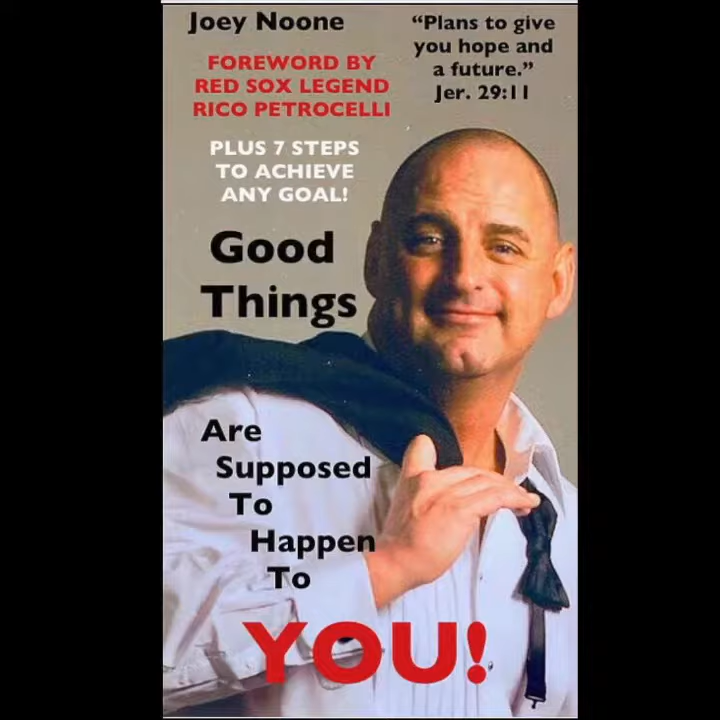 Joey Noone
"Plans to give
you hope and
a future."
Jer. 29:11
FOREWORD BY
RED SOX LEGEND
RICO PETROCELLI
PLUS 7 STEPS
TO ACHIEVE
ANY GOAL!
Good
Things
Are
Supposed
To
Happen
To
YOU!